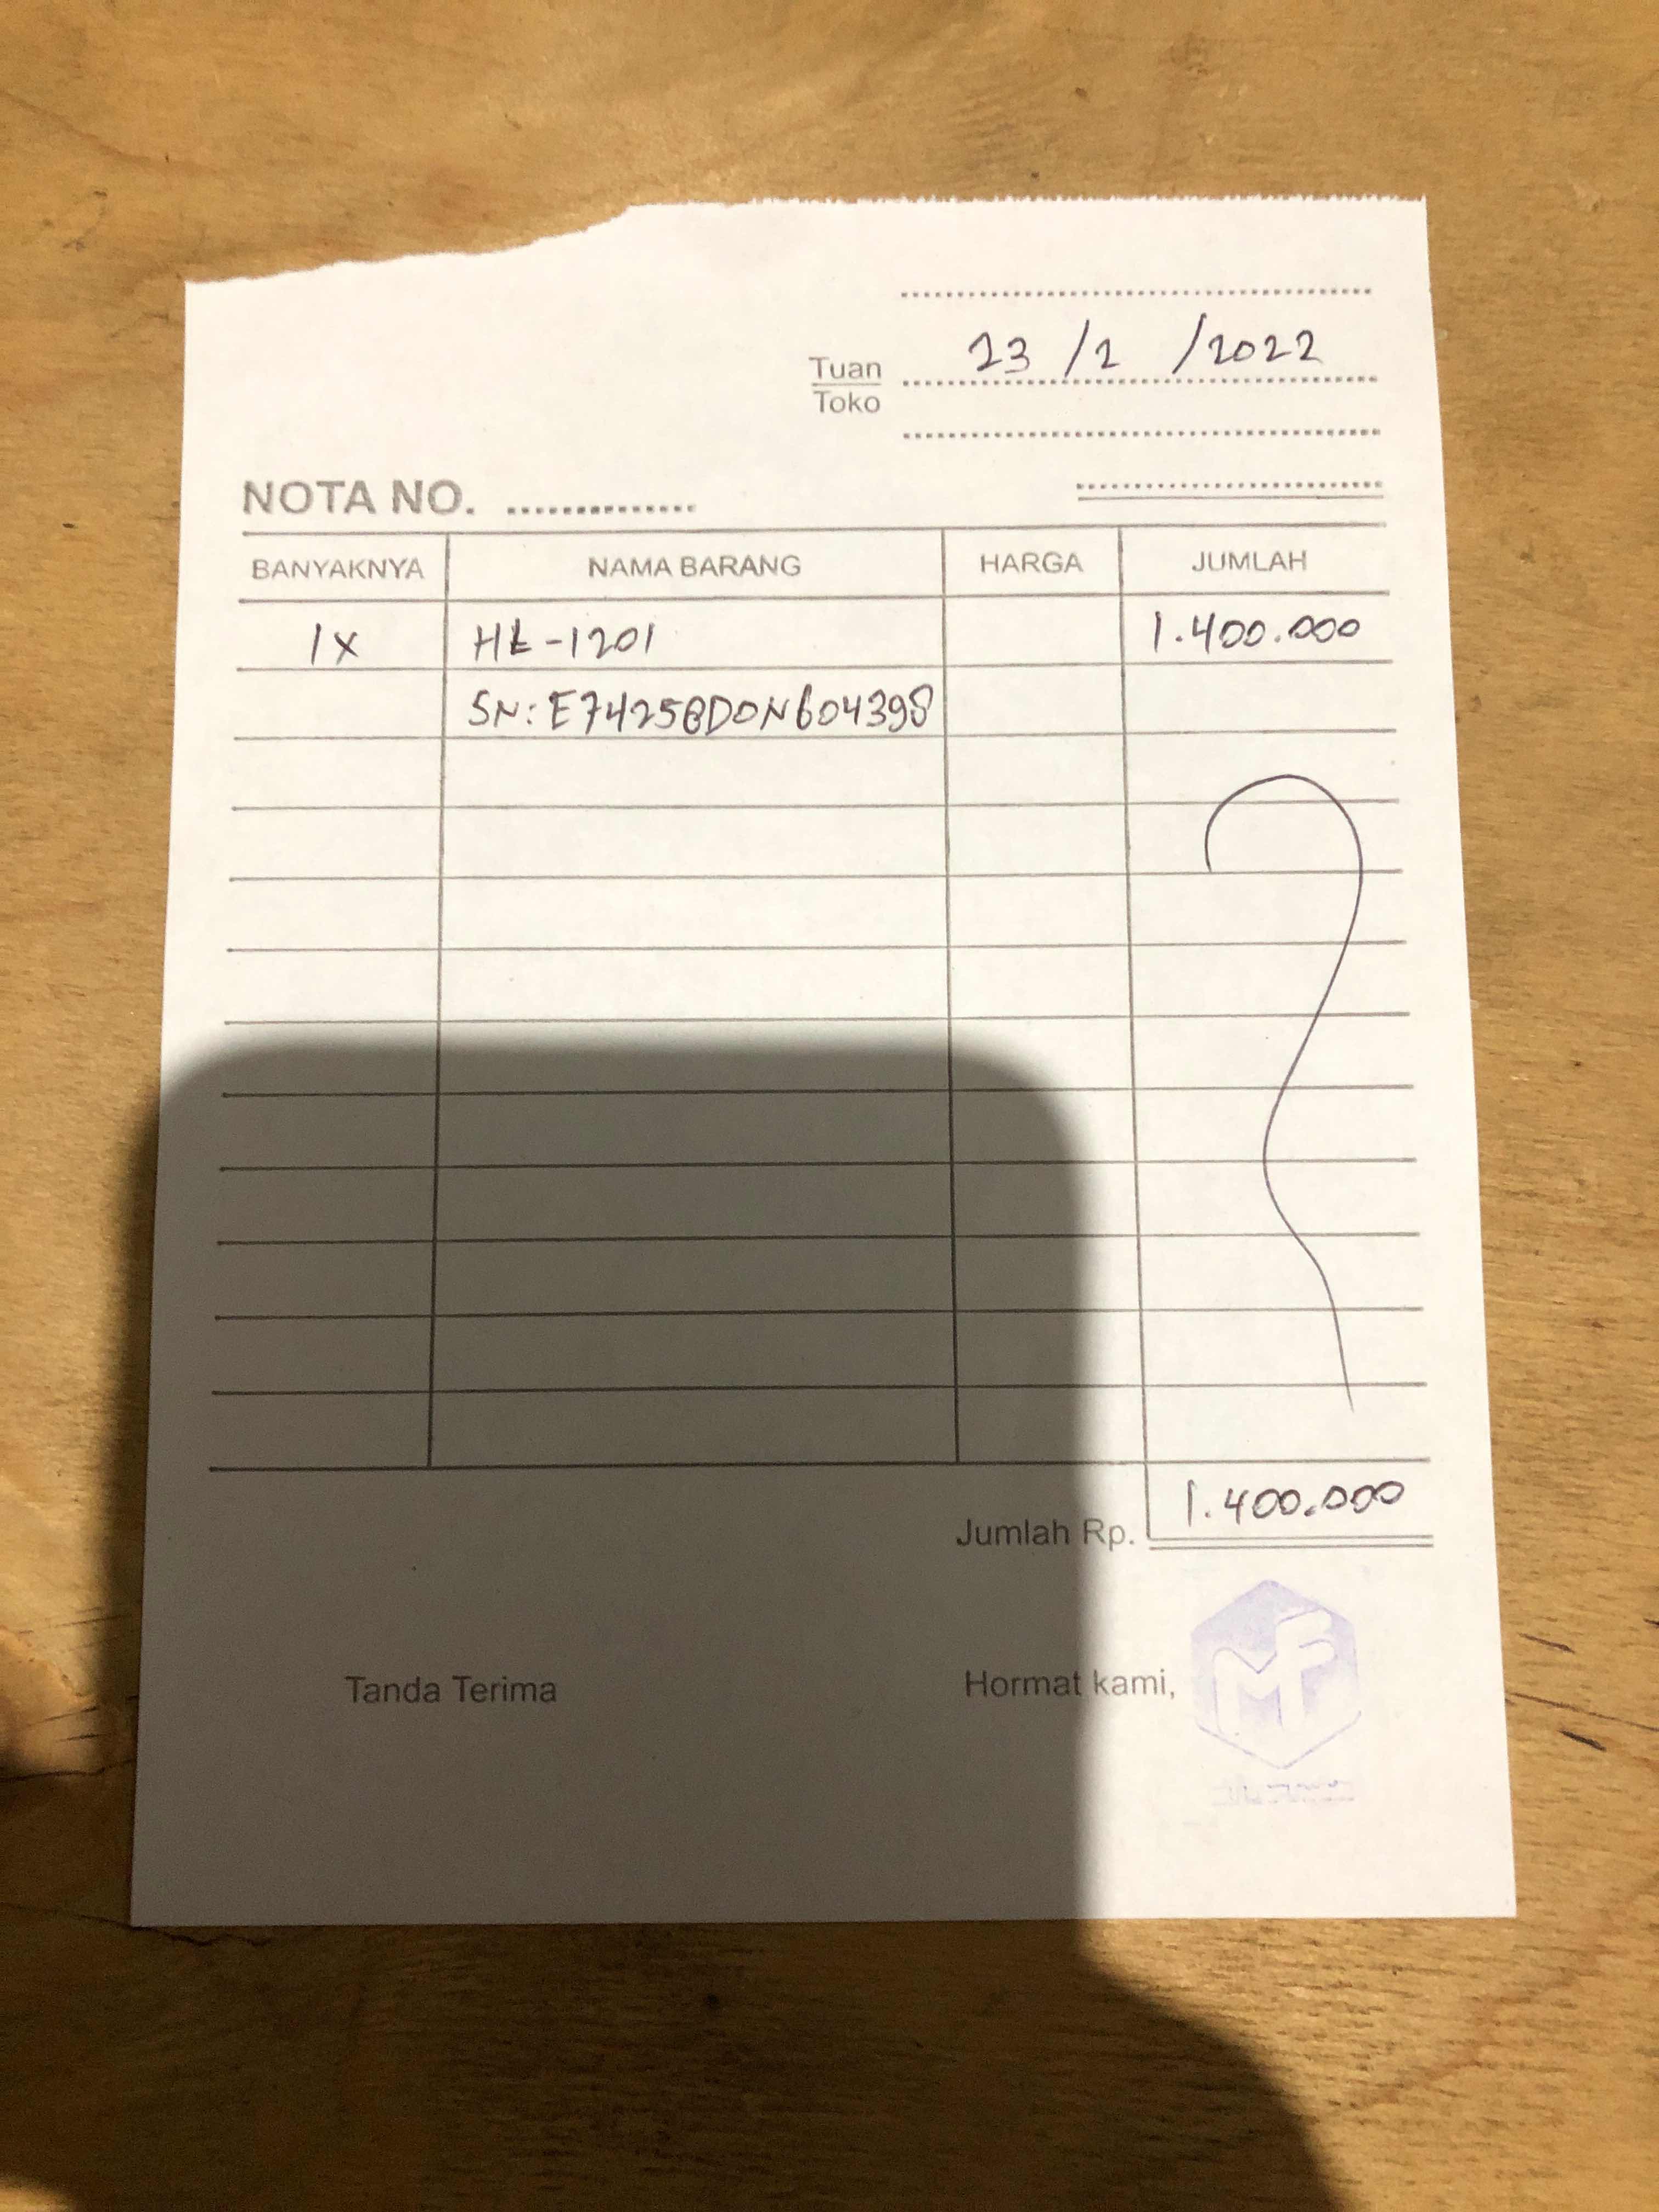 23 /2 /2022
Tuan
Toko
NOTA NO. ...............
BANYAKNYA NAMA BARANG HARGA JUMLAH
1x HL-1201 1.400.000
SN: E74258D0N604398
Jumlah Rp. 1.400.000
Tanda Terima Hormat kami,
MF